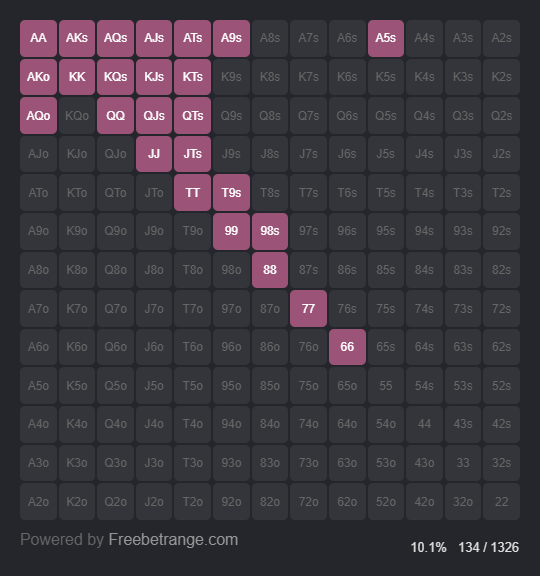 AA AKs AQs AJs ATs A9s A8s A7s A6s A5s A4s A3s A2s
AKo KK KQs KJs KTs K9s K8s K7s K6s K5s K4s K3s K2s
AQo KQo QQ QJs QTs Q9s Q8s Q7s Q6s Q5s Q4s Q3s Q2s
AJo KJo QJo JJ JTs J9s J8s J7s J6s J5s J4s J3s J2s
ATo KTo QTo JTo TT T9s T8s T7s T6s T5s T4s T3s T2s
A9o K9o Q9o J9o T9o 99 98s 97s 96s 95s 94s 93s 92s
A8o K8o Q8o J8o T8o 98o 88 87s 86s 85s 84s 83s 82s
A7o K7o Q7o J7o T7o 97o 87o 77 76s 75s 74s 73s 72s
A6o K6o Q6o J6o T6o 96o 86o 76o 66 65s 64s 63s 62s
A5o K5o Q5o J5o T5o 95o 85o 75o 65o 55 54s 53s 52s
A4o K4o Q4o J4o T4o 94o 84o 74o 64o 54o 44 43s 42s
A3o K3o Q3o J3o T3o 93o 83o 73o 63o 53o 43o 33 32s
A2o K2o Q2o J2o T2o 92o 82o 72o 62o 52o 42o 32o 22
Powered by Freebetrange.com
10.1% 134 / 1326